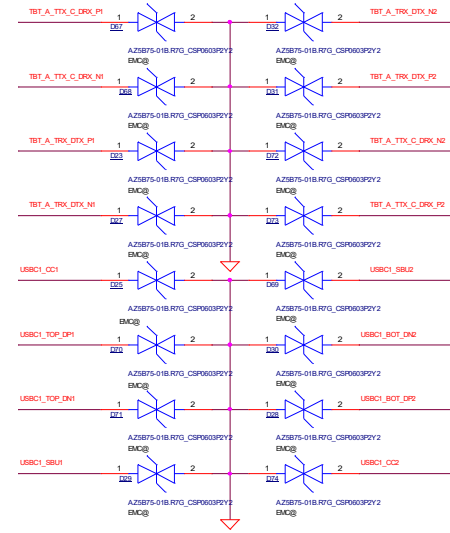 TBT_A_TTX_C_DRX_P1 1 2 1 2 TBT_A_TRX_DTX_N2
D67 D32
AZ5B75-01B.R7G_CSP0603P2Y2 AZ5B75-01B.R7G_CSP0603P2Y2
EMC@ EMC@
TBT_A_TTX_C_DRX_N1 1 2 1 2 TBT_A_TRX_DTX_P2
D68 D31
AZ5B75-01B.R7G_CSP0603P2Y2 AZ5B75-01B.R7G_CSP0603P2Y2
EMC@ EMC@
TBT_A_TRX_DTX_P1 1 2 1 2 TBT_A_TTX_C_DRX_N2
D23 D72
AZ5B75-01B.R7G_CSP0603P2Y2 AZ5B75-01B.R7G_CSP0603P2Y2
EMC@ EMC@
TBT_A_TRX_DTX_N1 1 2 1 2 TBT_A_TTX_C_DRX_P2
D27 D73
AZ5B75-01B.R7G_CSP0603P2Y2 AZ5B75-01B.R7G_CSP0603P2Y2
EMC@ EMC@
USBC1_CC1 1 2 1 2 USBC1_SBU2
D25 D69
AZ5B75-01B.R7G_CSP0603P2Y2 AZ5B75-01B.R7G_CSP0603P2Y2
EMC@ EMC@
USBC1_TOP_DP1 1 2 1 2 USBC1_BOT_DN2
D70 D30
AZ5B75-01B.R7G_CSP0603P2Y2 AZ5B75-01B.R7G_CSP0603P2Y2
EMC@ EMC@
USBC1_TOP_DN1 1 2 1 2 USBC1_BOT_DP2
D71 D28
AZ5B75-01B.R7G_CSP0603P2Y2 AZ5B75-01B.R7G_CSP0603P2Y2
EMC@ EMC@
USBC1_SBU1 1 2 1 2 USBC1_CC2
D29 D74
AZ5B75-01B.R7G_CSP0603P2Y2 AZ5B75-01B.R7G_CSP0603P2Y2
EMC@ EMC@